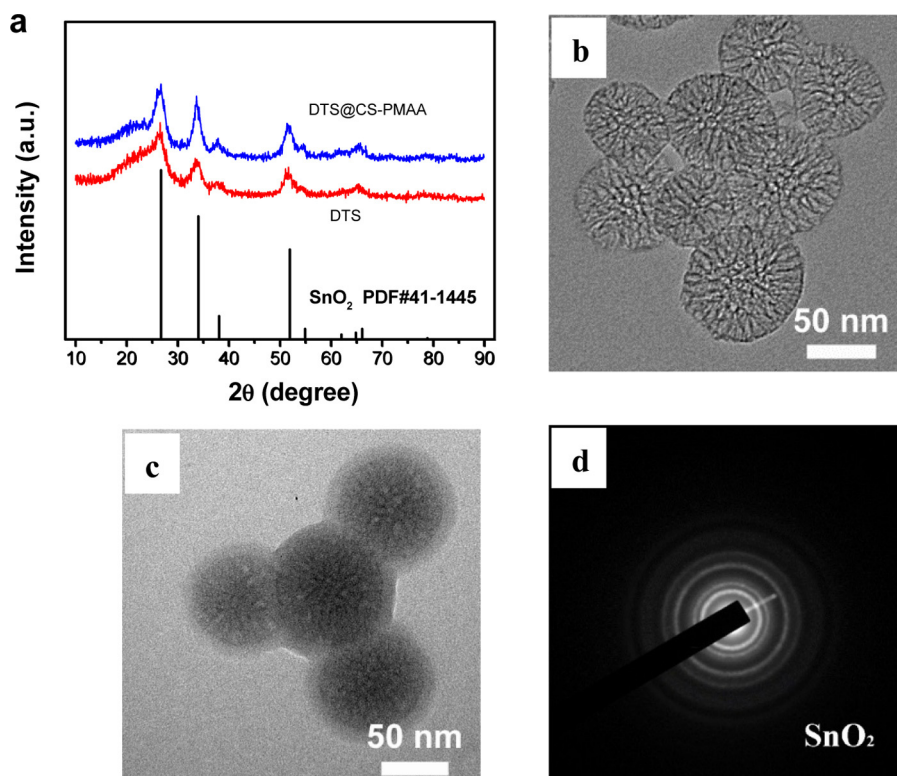 a
Intensity (a.u.)
DTS@CS-PMAA
DTS
SnO₂ PDF#41-1445
10 20 30 40 50 60 70 80 90
2θ (degree)
b
50 nm
c
50 nm
d
SnO₂